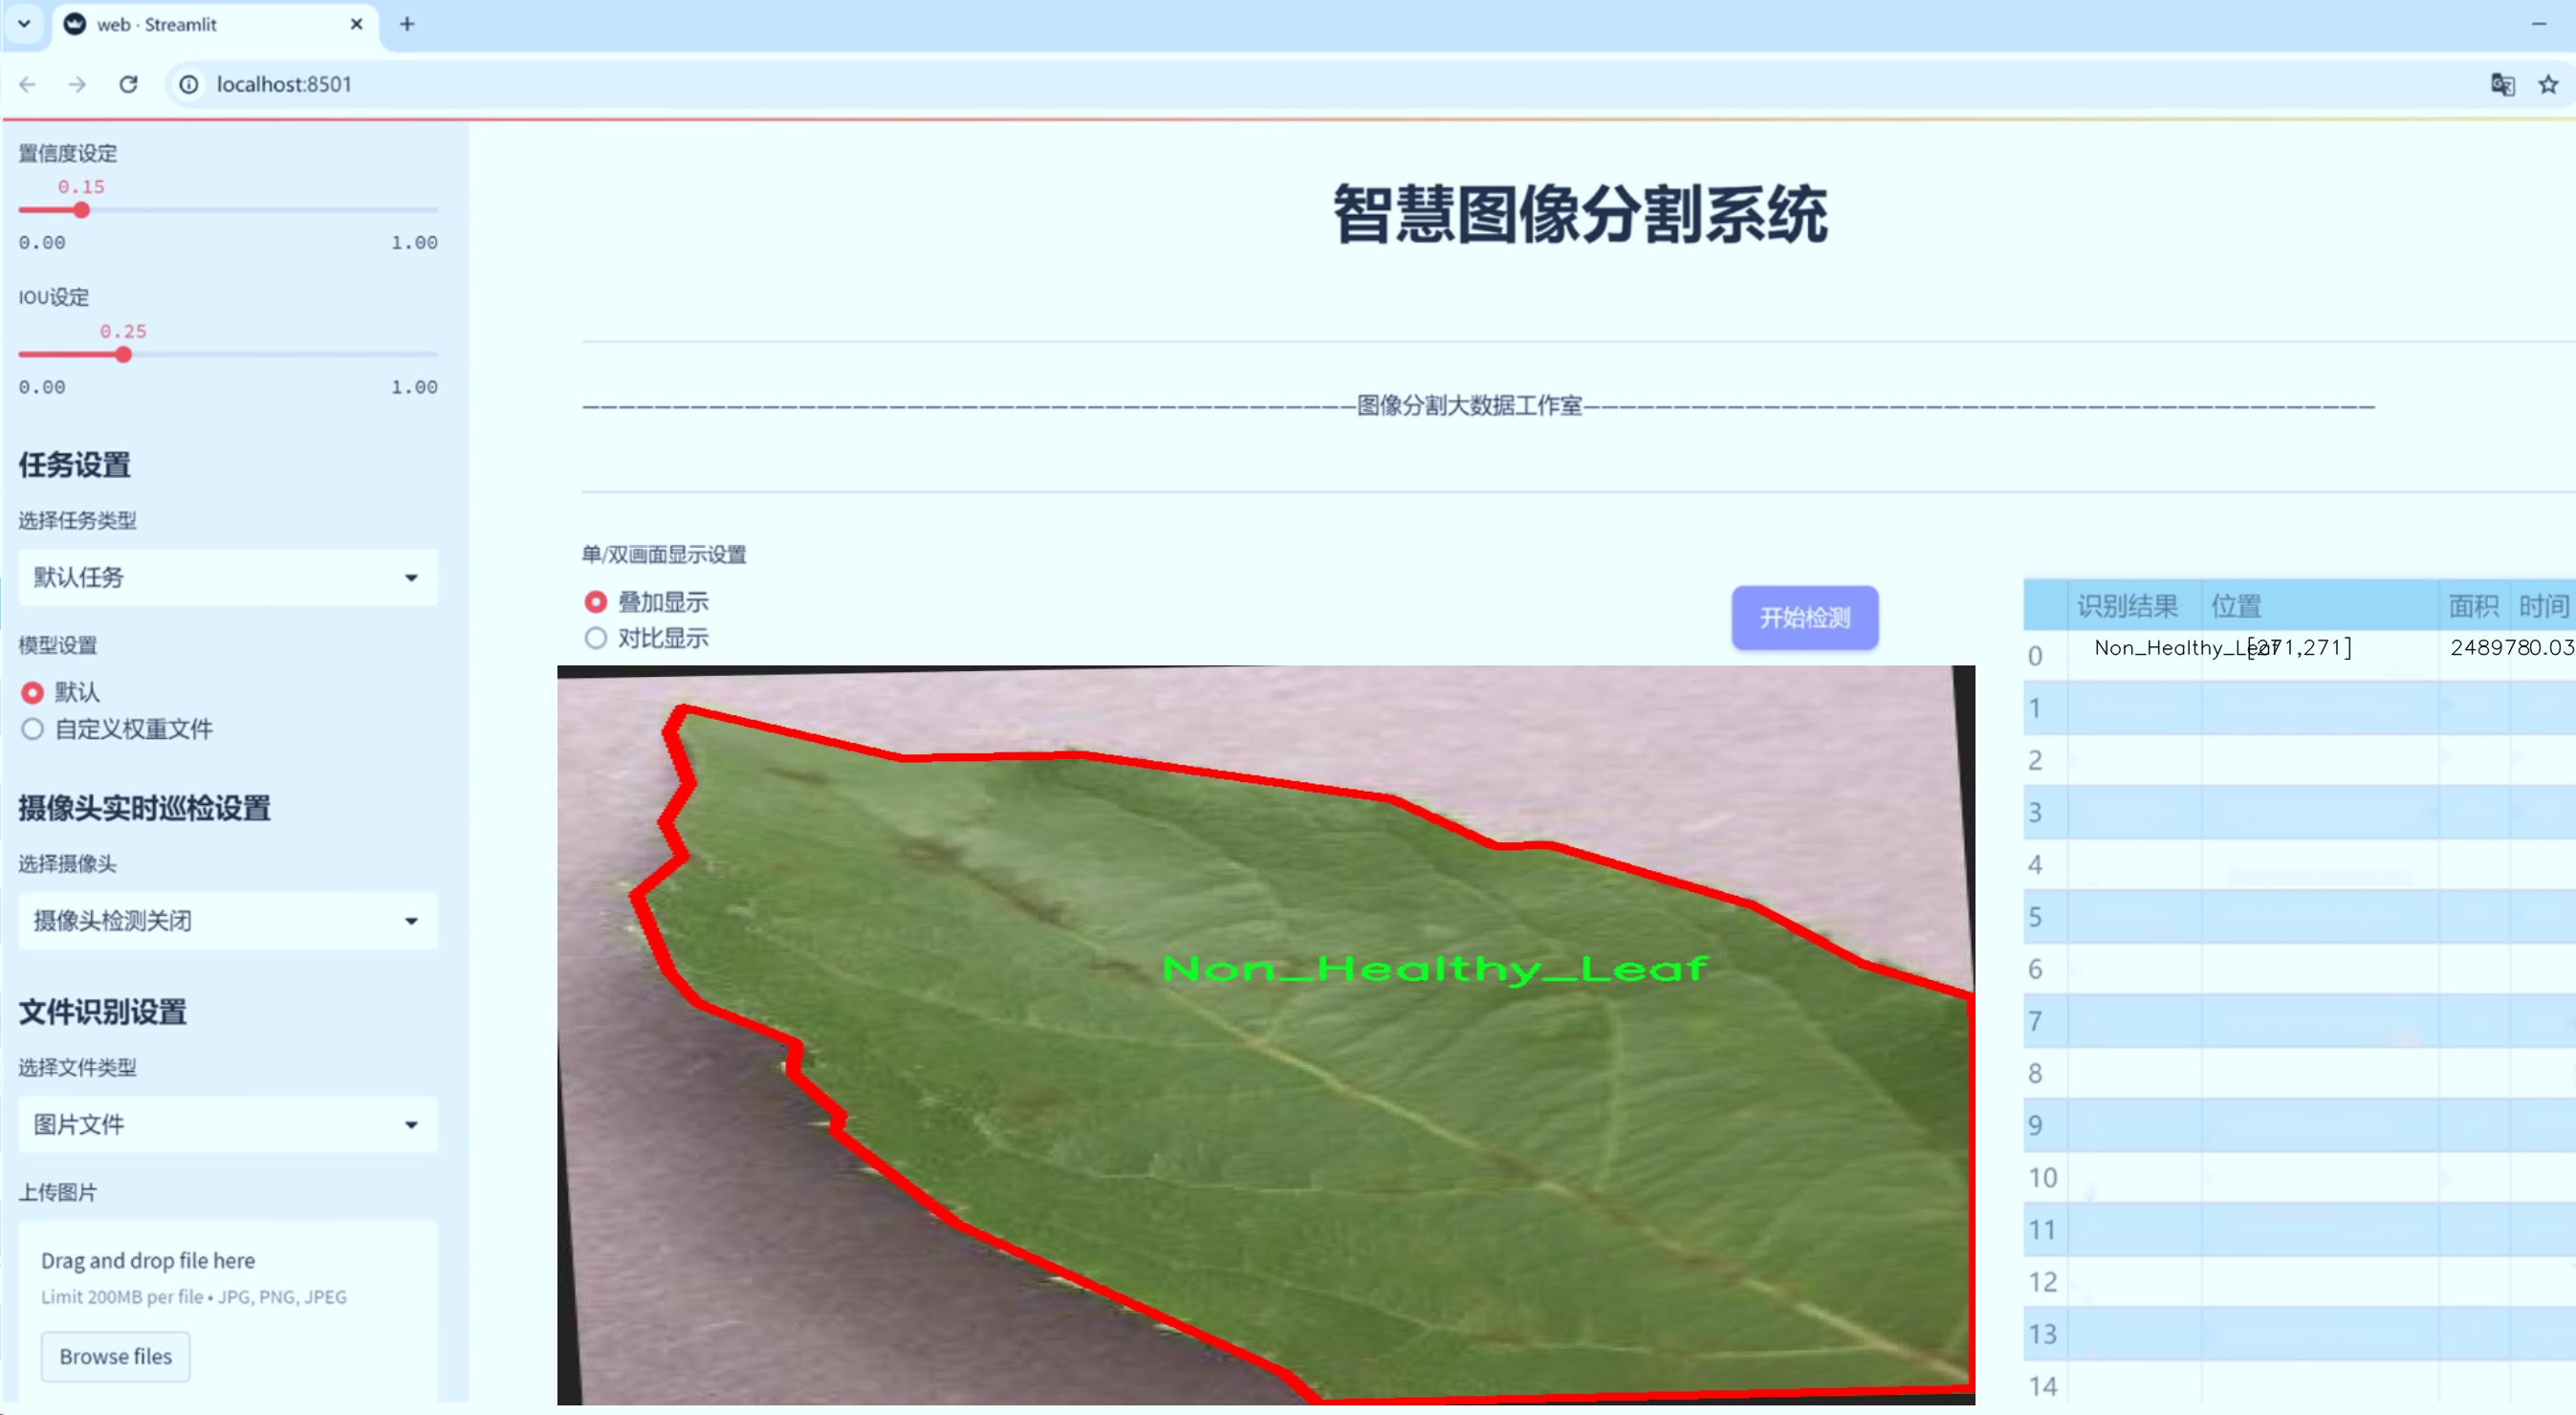 web · Streamlit
localhost:8501
置信度设定
0.15
0.00 1.00
IOU设定
0.25
0.00 1.00
任务设置
选择任务类型
默认任务
模型设置
默认
自定义权重文件
摄像头实时巡检设置
选择摄像头
摄像头检测关闭
文件识别设置
选择文件类型
图片文件
上传图片
Drag and drop file here
Limit 200MB per file • JPG, PNG, JPEG
Browse files
智慧图像分割系统
图像分割大数据工作室
单/双画面显示设置
叠加显示
对比显示
开始检测
Non_Healthy_Leaf
识别结果 位置 面积 时间
0 Non_Healthy_Leaf [271,271] 2489780.03
1
2
3
4
5
6
7
8
9
10
11
12
13
14